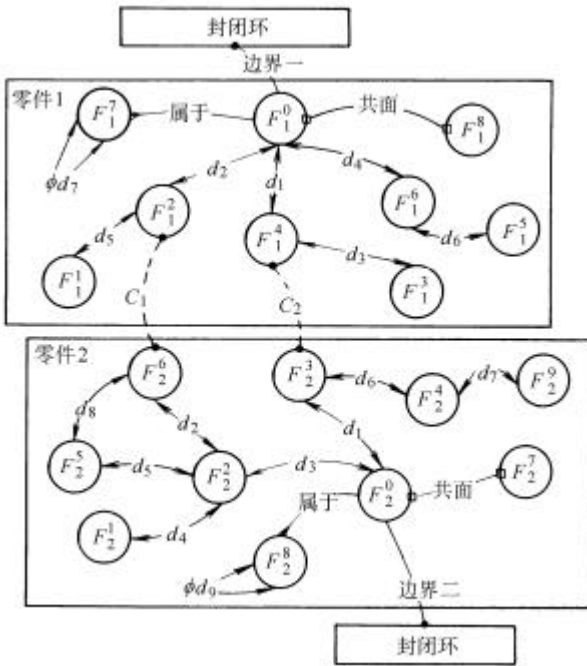 封闭环
边界一
零件1
F₁⁷ 属于 F₁⁰ 共面 F₁⁸
ϕd₇ d₂ d₁ d₄
F₁² F₁⁴ F₁⁶
d₅ d₃ d₆ F₁⁵
F₁¹ F₁³
C₁ C₂
零件2
F₂⁶ F₂³ d₆ F₂⁴ d₇ F₂⁹
d₈ d₂ d₁
F₂⁵ d₅ F₂² d₃ F₂⁰ 共面 F₂⁷
属于
F₂¹ d₄ F₂⁸
ϕd₉
边界二
封闭环